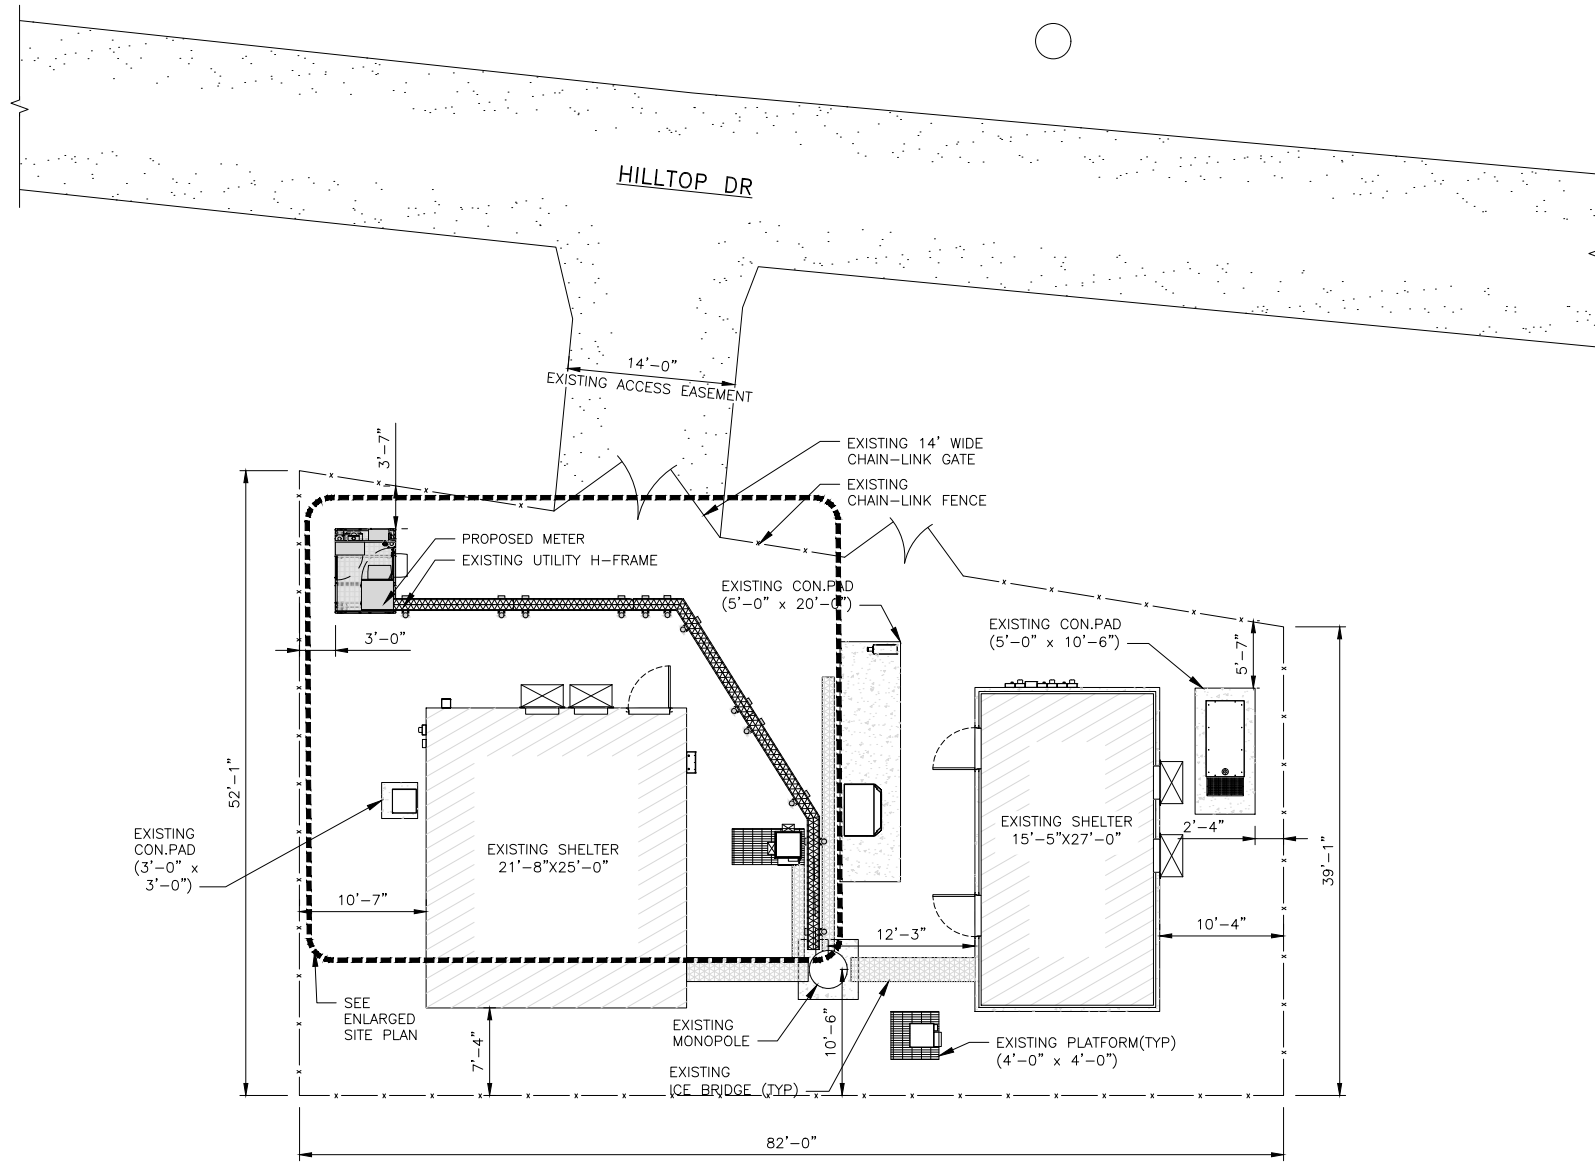 HILLTOP DR
14'-0"
EXISTING ACCESS EASEMENT
3'-7"
EXISTING 14' WIDE
CHAIN-LINK GATE
EXISTING
CHAIN-LINK FENCE
PROPOSED METER
EXISTING UTILITY H-FRAME
EXISTING CON.PAD
(5'-0" x 20'-0")
EXISTING CON.PAD
(5'-0" x 10'-6")
3'-0"
5'-7"
52'-1"
EXISTING
CON.PAD
(3'-0" x
3'-0")
EXISTING SHELTER
21'-8"X25'-0"
EXISTING SHELTER
15'-5"X27'-0"
2'-4"
39'-1"
10'-7"
12'-3"
10'-4"
SEE
ENLARGED
SITE PLAN
7'-4"
EXISTING
MONOPOLE
10'-6"
EXISTING PLATFORM(TYP)
(4'-0" x 4'-0")
EXISTING
ICE BRIDGE (TYP)
82'-0"